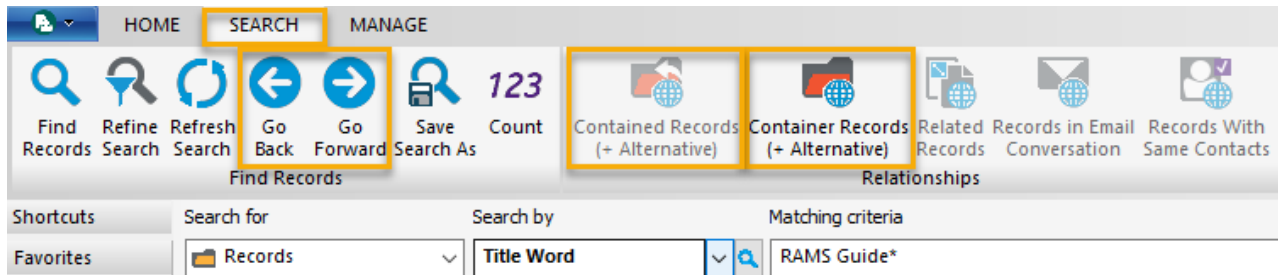 HOME SEARCH MANAGE
123
Find Refine Refresh Go Go Save Count Contained Records Container Records Related Records in Email Records With
Records Search Search Back Forward Search As (+ Alternative) (+ Alternative) Records Conversation Same Contacts
Find Records Relationships
Shortcuts Search for Search by Matching criteria
Favorites Records Title Word RAMS Guide*